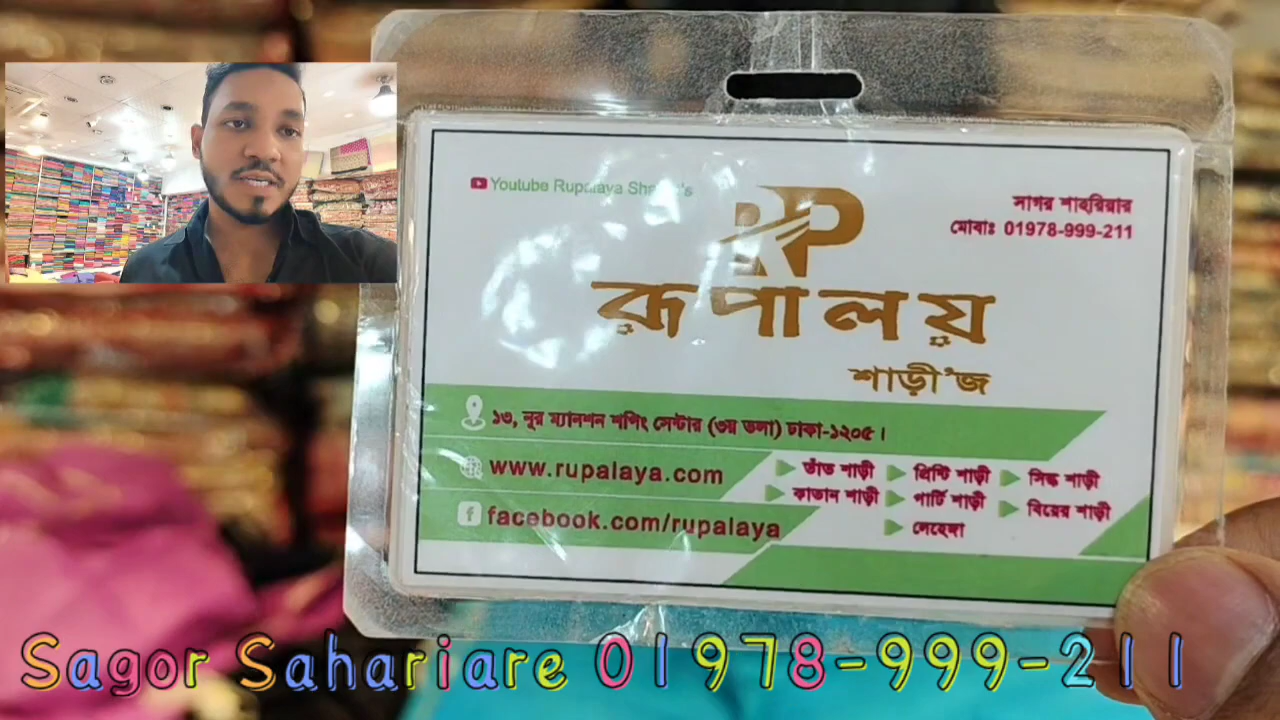 Youtube Rupalaya Sharee's
সাগর শাহরিয়ার
মোবাঃ 01978-999-211
RP
রূপালয়
শাড়ী'জ
১৩, নূর ম্যানশন শপিং সেন্টার (৩য় তলা) ঢাকা-১২০৫।
www.rupalaya.com
facebook.com/rupalaya
তাঁত শাড়ী প্রিন্টি শাড়ী সিল্ক শাড়ী
কাতান শাড়ী পার্টি শাড়ী বিয়ের শাড়ী
লেহেঙ্গা
Sagor Sahariare 01978-999-211